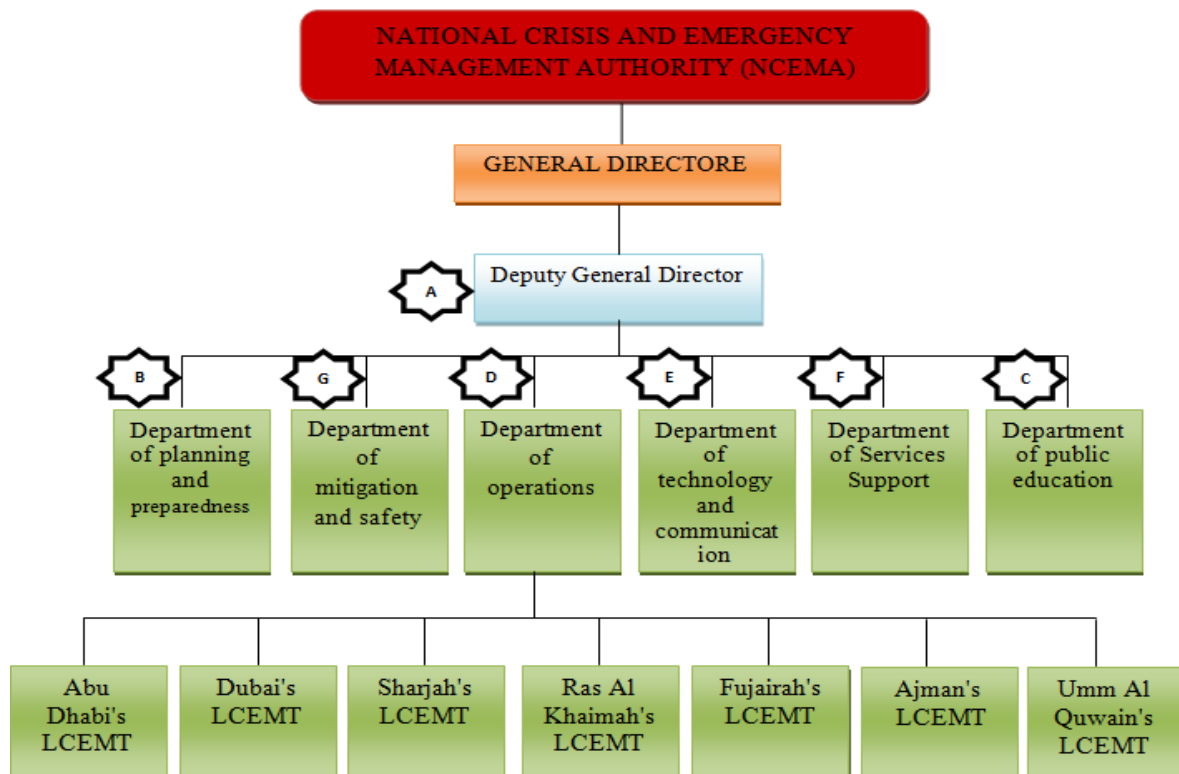 NATIONAL CRISIS AND EMERGENCY
MANAGEMENT AUTHORITY (NCEMA)
GENERAL DIRECTORE
A
Deputy General Director
B
G
D
E
F
C
Department
of planning
and
preparedness
Department
of
mitigation
and safety
Department
of
operations
Department
of
technology
and
communicat
ion
Department
of Services
Support
Department
of public
education
Abu
Dhabi's
LCEMT
Dubai's
LCEMT
Sharjah's
LCEMT
Ras Al
Khaimah's
LCEMT
Fujairah's
LCEMT
Ajman's
LCEMT
Umm Al
Quwain's
LCEMT